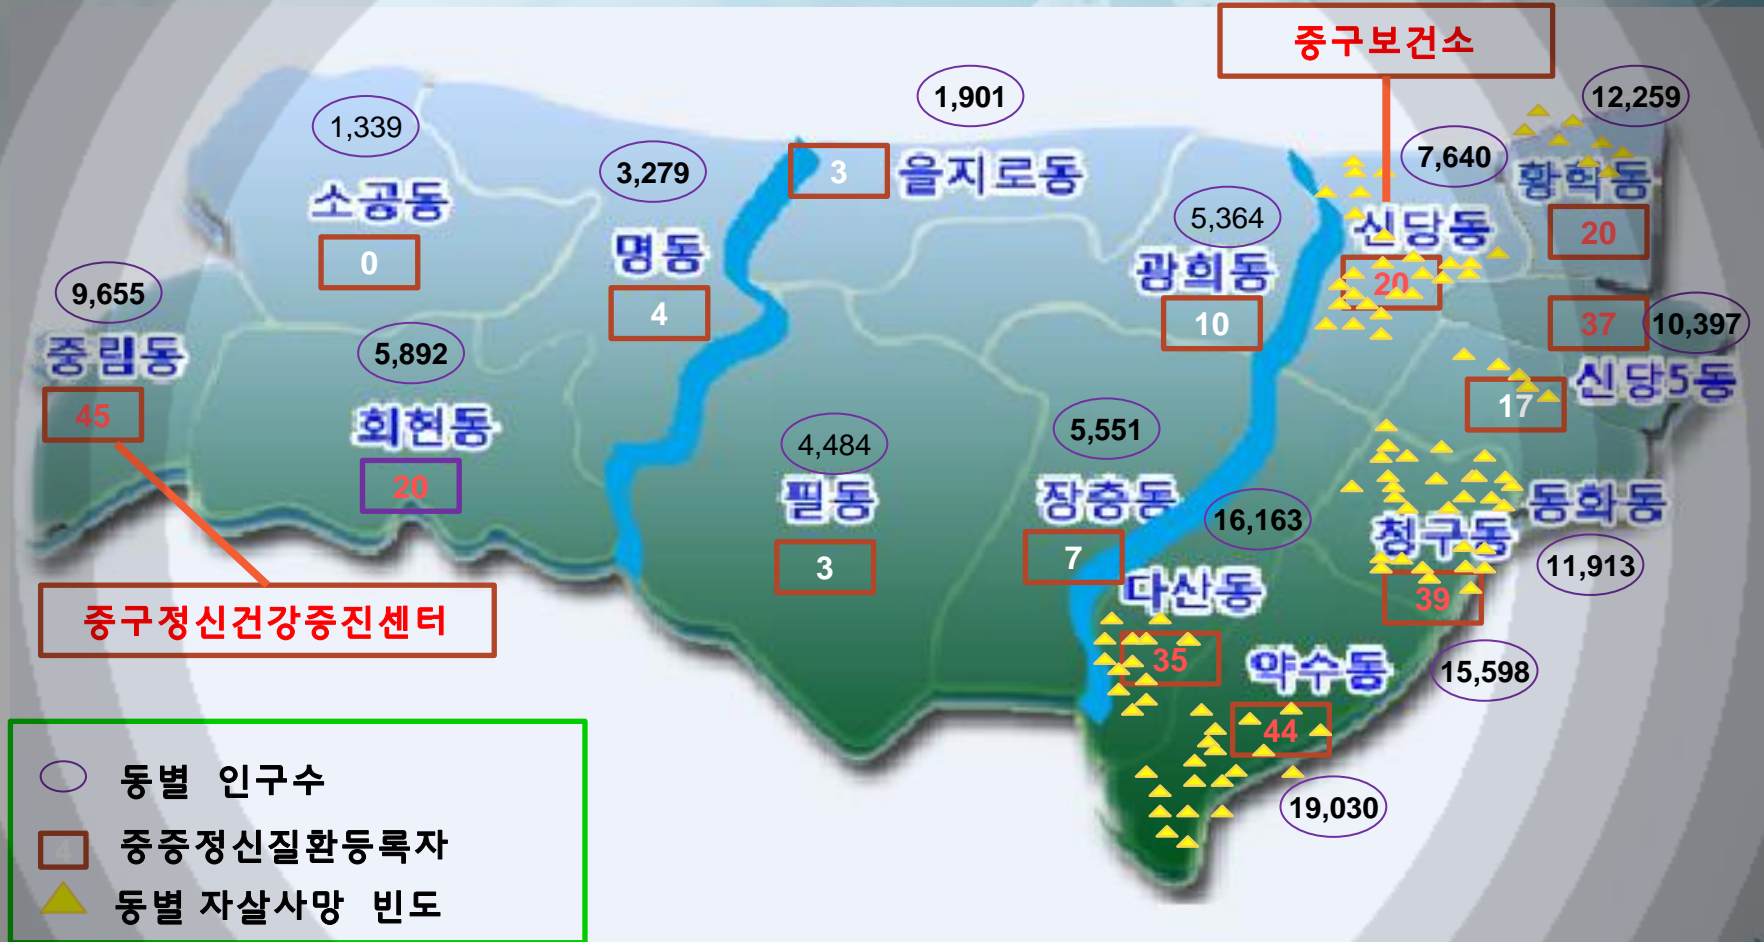 중구보건소
1,339
3,279
1,901
7,640
12,259
소공동
0
명동
4
3
을지로동
5,364
광희동
10
신당동
20
황학동
20
9,655
중림동
45
5,892
회현동
20
4,484
필동
3
5,551
장충동
7
37
10,397
신당5동
17
동화동
11,913
16,163
다산동
35
청구동
39
15,598
약수동
44
19,030
중구정신건강증진센터
동별 인구수
4
중증정신질환등록자
동별 자살사망 빈도